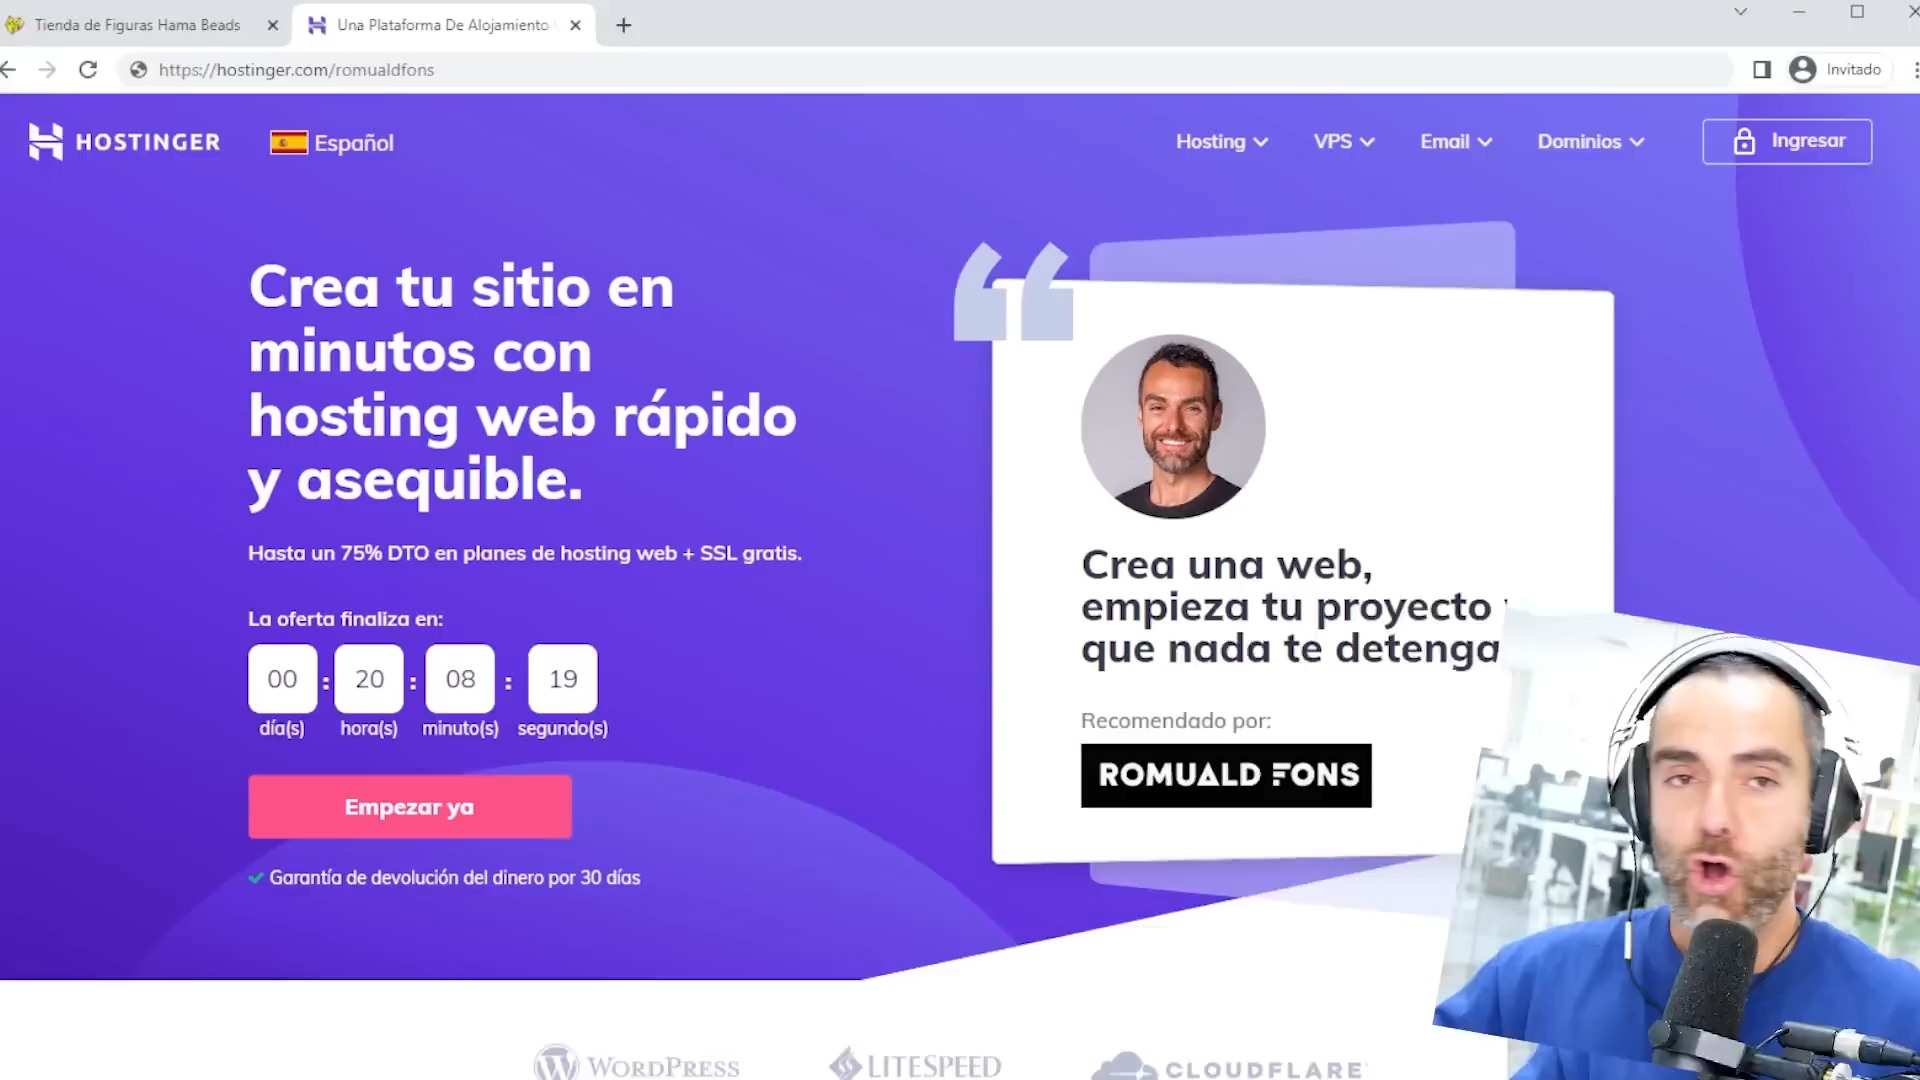 Tienda de Figuras Hama Beads
Una Plataforma De Alojamiento
https://hostinger.com/romualdfons
Invitado
HOSTINGER
Español
Hosting
VPS
Email
Dominios
Ingresar
Crea tu sitio en
minutos con
hosting web rápido
y asequible.
Hasta un 75% DTO en planes de hosting web + SSL gratis.
La oferta finaliza en:
00 : 20 : 08 : 19
día(s) hora(s) minuto(s) segundo(s)
Empezar ya
Garantía de devolución del dinero por 30 días
Crea una web,
empieza tu proyecto
que nada te detenga
Recomendado por:
ROMUALD FONS
WORDPRESS
LITESPEED
CLOUDFLARE